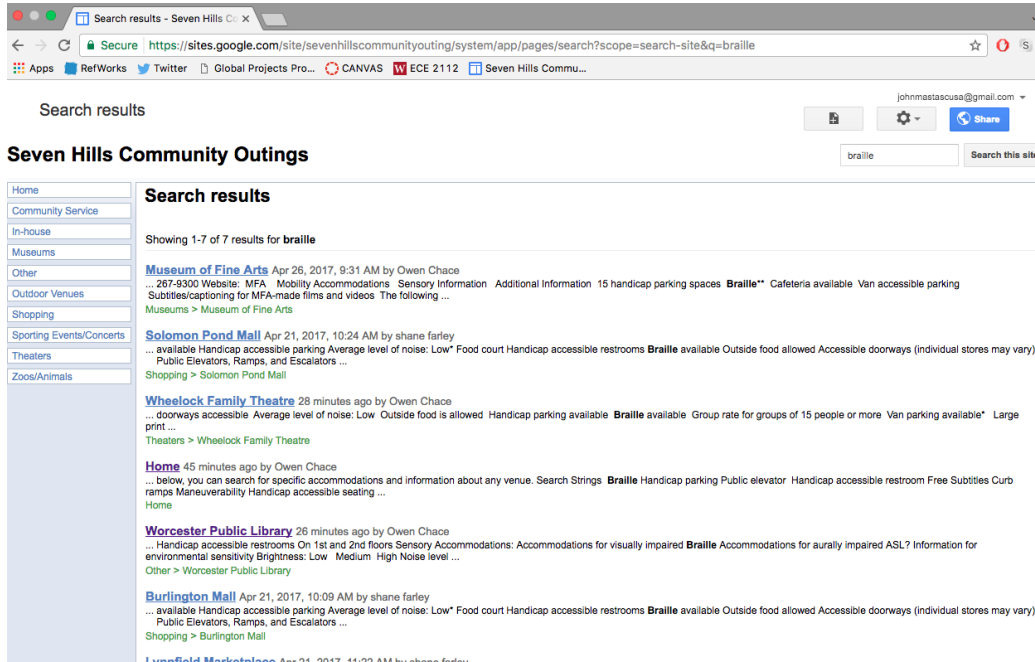 Search results - Seven Hills Co
Secure https://sites.google.com/site/sevenhillscommunityouting/system/app/pages/search?scope=search-site&q=braille
Apps RefWorks Twitter Global Projects Pro... CANVAS W ECE 2112 Seven Hills Commu...
johnmastascusa@gmail.com
Search results
Share
Seven Hills Community Outings
braille
Search this site
Home
Community Service
In-house
Museums
Other
Outdoor Venues
Shopping
Sporting Events/Concerts
Theaters
Zoos/Animals
Search results
Showing 1-7 of 7 results for braille
Museum of Fine Arts Apr 26, 2017, 9:31 AM by Owen Chace
... 267-9300 Website: MFA Mobility Accommodations Sensory Information Additional Information 15 handicap parking spaces Braille** Cafeteria available Van accessible parking
Subtitles/captioning for MFA-made films and videos The following ...
Museums > Museum of Fine Arts
Solomon Pond Mall Apr 21, 2017, 10:24 AM by shane farley
... available Handicap accessible parking Average level of noise: Low* Food court Handicap accessible restrooms Braille available Outside food allowed Accessible doorways (individual stores may vary)
Public Elevators, Ramps, and Escalators ...
Shopping > Solomon Pond Mall
Wheelock Family Theatre 28 minutes ago by Owen Chace
... doorways accessible Average level of noise: Low Outside food is allowed Handicap parking available Braille available Group rate for groups of 15 people or more Van parking available* Large
print ...
Theaters > Wheelock Family Theatre
Home 45 minutes ago by Owen Chace
... below, you can search for specific accommodations and information about any venue. Search Strings Braille Handicap parking Public elevator Handicap accessible restroom Free Subtitles Curb
ramps Maneuverability Handicap accessible seating ...
Home
Worcester Public Library 26 minutes ago by Owen Chace
... Handicap accessible restrooms On 1st and 2nd floors Sensory Accommodations: Accommodations for visually impaired Braille Accommodations for aurally impaired ASL? Information for
environmental sensitivity Brightness: Low Medium High Noise level ...
Other > Worcester Public Library
Burlington Mall Apr 21, 2017, 10:09 AM by shane farley
... available Handicap accessible parking Average level of noise: Low* Food court Handicap accessible restrooms Braille available Outside food allowed Accessible doorways (individual stores may vary)
Public Elevators, Ramps, and Escalators ...
Shopping > Burlington Mall
Lynnfield Marketplace Apr 21, 2017, 11:22 AM by shane farley